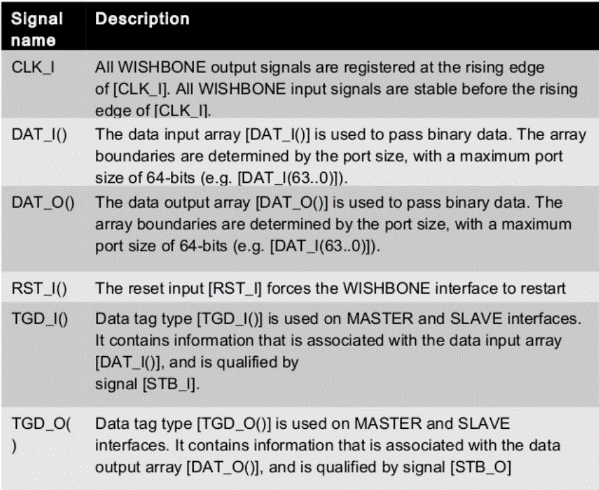 Signal name Description
CLK_I All WISHBONE output signals are registered at the rising edge
of [CLK_I]. All WISHBONE input signals are stable before the rising
edge of [CLK_I].
DAT_I() The data input array [DAT_I()] is used to pass binary data. The array
boundaries are determined by the port size, with a maximum port
size of 64-bits (e.g. [DAT_I(63..0)]).
DAT_O() The data output array [DAT_O()] is used to pass binary data. The
array boundaries are determined by the port size, with a maximum
port size of 64-bits (e.g. [DAT_I(63..0)]).
RST_I() The reset input [RST_I] forces the WISHBONE interface to restart
TGD_I() Data tag type [TGD_I()] is used on MASTER and SLAVE interfaces.
It contains information that is associated with the data input array
[DAT_I()], and is qualified by
signal [STB_I].
TGD_O() Data tag type [TGD_O()] is used on MASTER and SLAVE
interfaces. It contains information that is associated with the data
output array [DAT_O()], and is qualified by signal [STB_O]